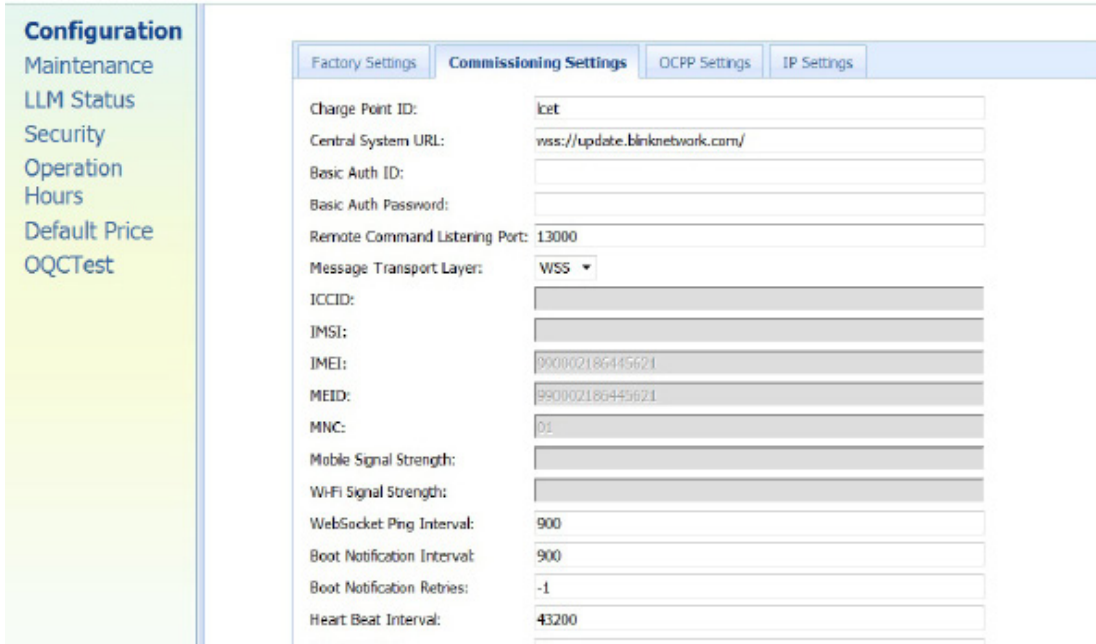 Configuration
Maintenance
LLM Status
Security
Operation
Hours
Default Price
OQCTest
Factory Settings Commissioning Settings OCPP Settings IP Settings
Charge Point ID: lcet
Central System URL: wss://update.blinknetwork.com/
Basic Auth ID:
Basic Auth Password:
Remote Command Listening Port: 13000
Message Transport Layer: WSS
ICCID:
IMSI:
IMEI: 990002186445621
MEID: 990002186445621
MNC: 01
Mobile Signal Strength:
Wi-Fi Signal Strength:
WebSocket Ping Interval: 900
Boot Notification Interval: 900
Boot Notification Retries: -1
Heart Beat Interval: 43200